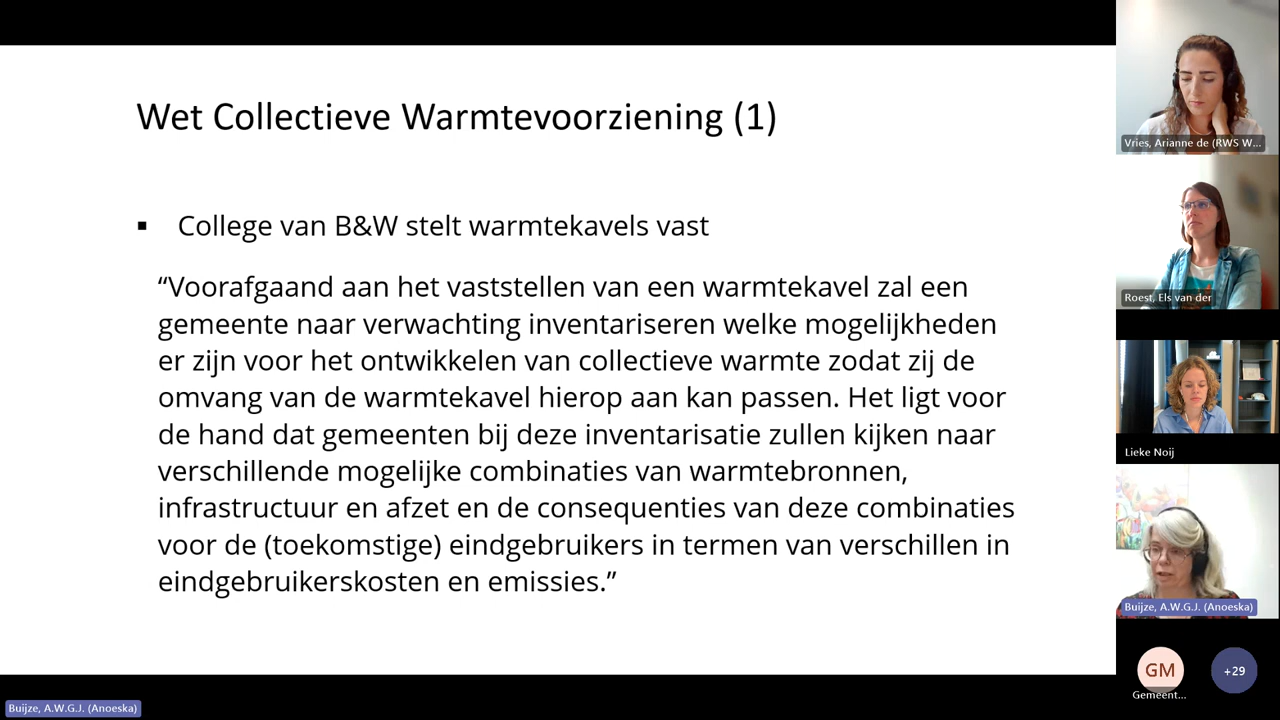 Wet Collectieve Warmtevoorziening (1)
▪ College van B&W stelt warmtekavels vast
“Voorafgaand aan het vaststellen van een warmtekavel zal een
gemeente naar verwachting inventariseren welke mogelijkheden
er zijn voor het ontwikkelen van collectieve warmte zodat zij de
omvang van de warmtekavel hierop aan kan passen. Het ligt voor
de hand dat gemeenten bij deze inventarisatie zullen kijken naar
verschillende mogelijke combinaties van warmtebronnen,
infrastructuur en afzet en de consequenties van deze combinaties
voor de (toekomstige) eindgebruikers in termen van verschillen in
eindgebruikerskosten en emissies.”
Vries, Arianne de (RWS W...
Roest, Els van der
Lieke Noij
Buijze, A.W.G.J. (Anoeska)
GM
Gemeent...
+29
Buijze, A.W.G.J. (Anoeska)